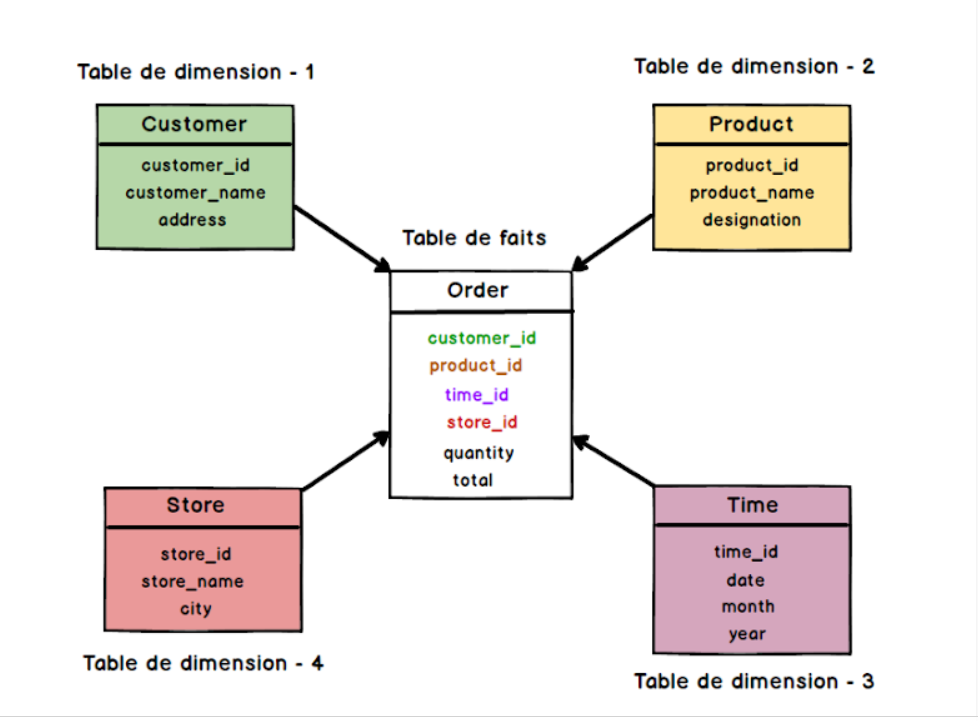 Table de dimension - 1
Customer
customer_id
customer_name
address
Table de dimension - 2
Product
product_id
product_name
designation
Table de faits
Order
customer_id
product_id
time_id
store_id
quantity
total
Store
store_id
store_name
city
Table de dimension - 4
Time
time_id
date
month
year
Table de dimension - 3